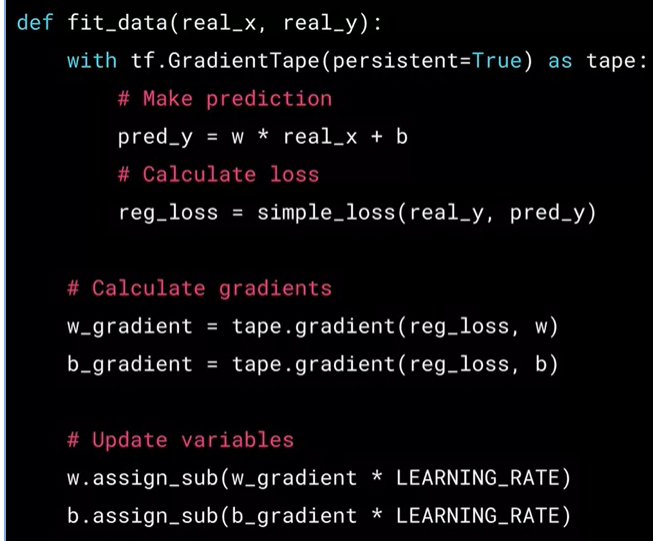 def fit_data(real_x, real_y):
    with tf.GradientTape(persistent=True) as tape:
        # Make prediction
        pred_y = w * real_x + b
        # Calculate loss
        reg_loss = simple_loss(real_y, pred_y)

    # Calculate gradients
    w_gradient = tape.gradient(reg_loss, w)
    b_gradient = tape.gradient(reg_loss, b)

    # Update variables
    w.assign_sub(w_gradient * LEARNING_RATE)
    b.assign_sub(b_gradient * LEARNING_RATE)